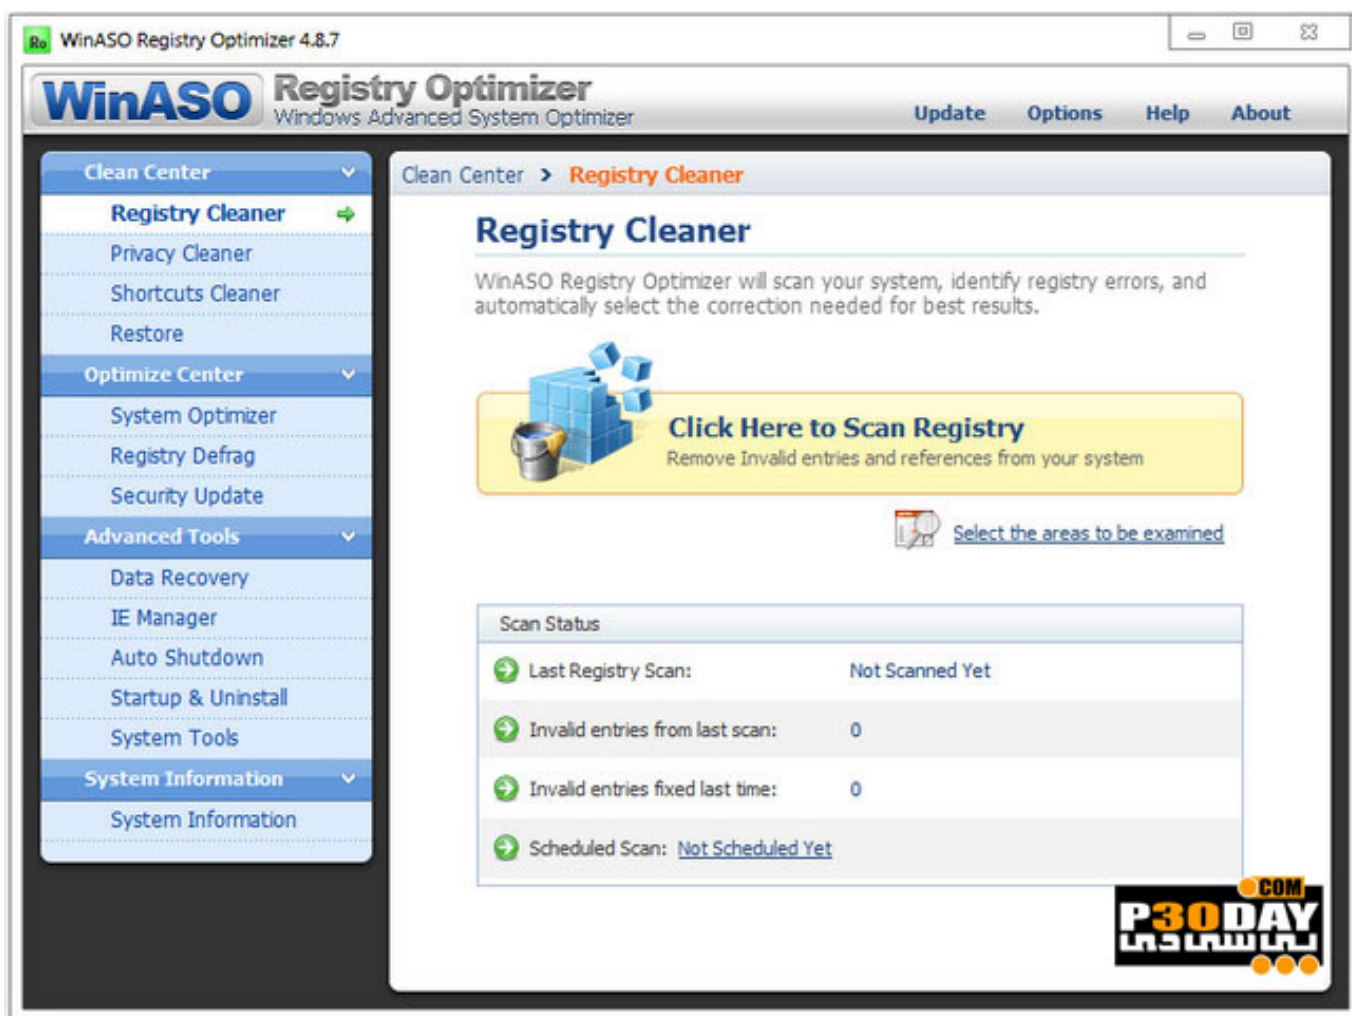 Ro WinASO Registry Optimizer 4.8.7
WinASO Registry Optimizer
Windows Advanced System Optimizer
Update Options Help About
Clean Center
Registry Cleaner
Privacy Cleaner
Shortcuts Cleaner
Restore
Optimize Center
System Optimizer
Registry Defrag
Security Update
Advanced Tools
Data Recovery
IE Manager
Auto Shutdown
Startup & Uninstall
System Tools
System Information
System Information
Clean Center > Registry Cleaner
Registry Cleaner
WinASO Registry Optimizer will scan your system, identify registry errors, and
automatically select the correction needed for best results.
Click Here to Scan Registry
Remove Invalid entries and references from your system
Select the areas to be examined
Scan Status
Last Registry Scan: Not Scanned Yet
Invalid entries from last scan: 0
Invalid entries fixed last time: 0
Scheduled Scan: Not Scheduled Yet
.COM
P30DAY
پی سی دی